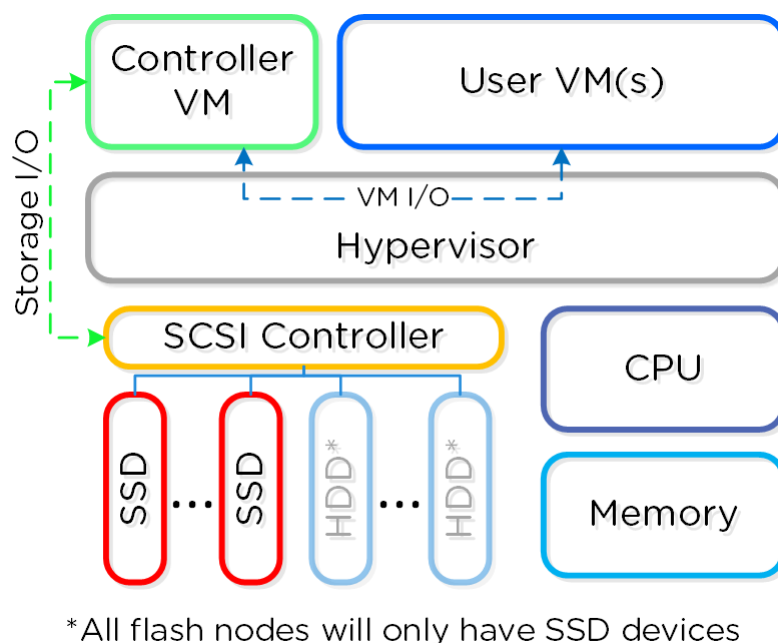 Controller
VM
User VM(s)
Storage I/O
VM I/O
Hypervisor
SCSI Controller
CPU
SSD
...
SSD
HDD*
...
HDD*
Memory
*All flash nodes will only have SSD devices